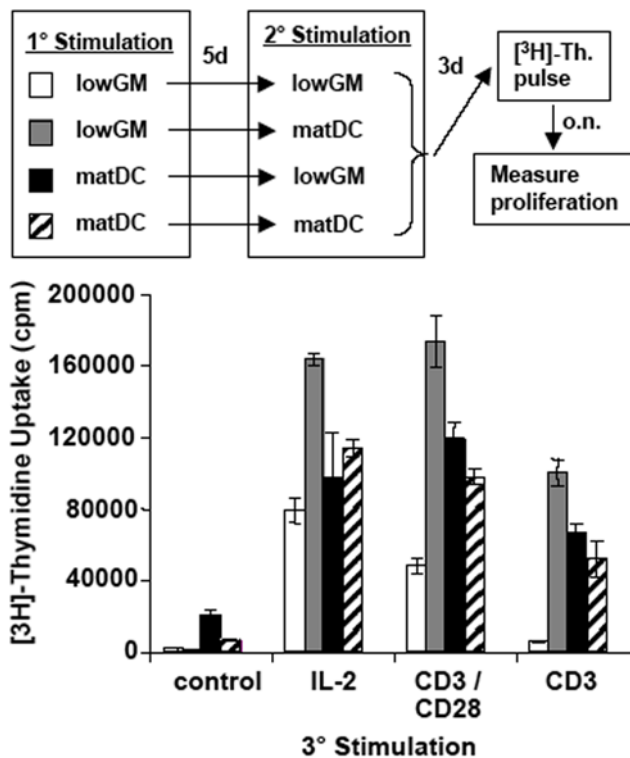 1° Stimulation
5d
2° Stimulation
3d
[³H]-Th.
pulse
lowGM
lowGM
lowGM
matDC
o.n.
matDC
lowGM
Measure
proliferation
matDC
matDC
[3H]-Thymidine Uptake (cpm)
200000
160000
120000
80000
40000
0
control
IL-2
CD3 /
CD28
CD3
3° Stimulation